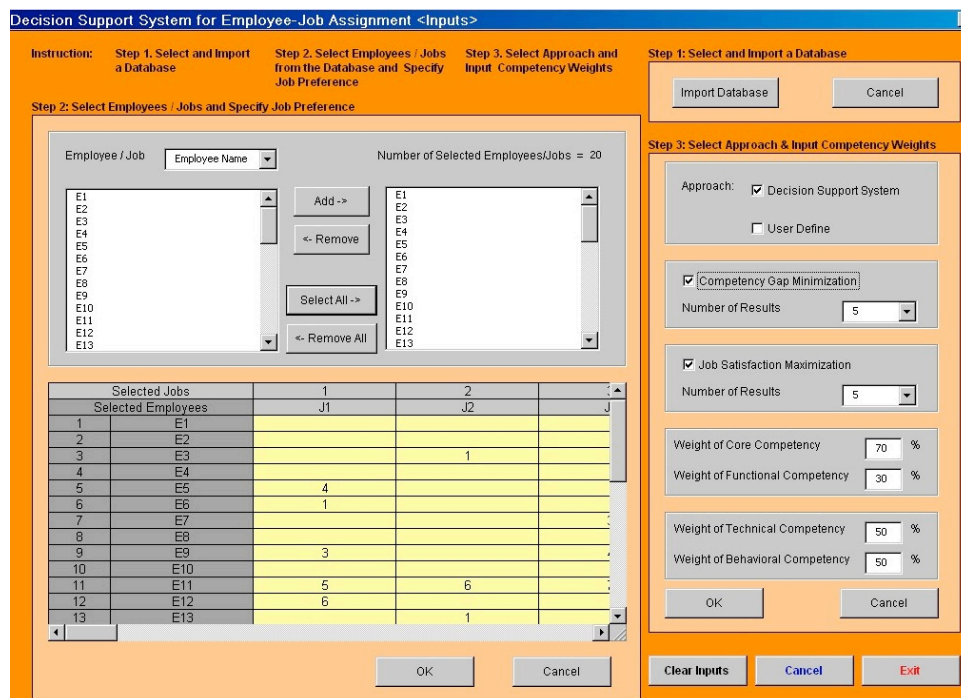 Decision Support System for Employee-Job Assignment <Inputs>
Instruction: Step 1. Select and Import a Database
Step 2. Select Employees / Jobs from the Database and Specify Job Preference
Step 3. Select Approach and Input Competency Weights
Step 1: Select and Import a Database
Import Database Cancel
Step 2: Select Employees / Jobs and Specify Job Preference
Employee / Job Employee Name Number of Selected Employees/Jobs = 20
E1
E2
E3
E4
E5
E6
E7
E8
E9
E10
E11
E12
E13
Add ->
<- Remove
Select All ->
<- Remove All
E1
E2
E3
E4
E5
E6
E7
E8
E9
E10
E11
E12
E13
Selected Jobs 1 2
Selected Employees J1 J2 J
1 E1
2 E2
3 E3 1
4 E4
5 E5 4
6 E6 1
7 E7
8 E8
9 E9 3
10 E10
11 E11 5 6
12 E12 6
13 E13 1
OK Cancel
Step 3: Select Approach & Input Competency Weights
Approach: Decision Support System
User Define
Competency Gap Minimization
Number of Results 5
Job Satisfaction Maximization
Number of Results 5
Weight of Core Competency 70 %
Weight of Functional Competency 30 %
Weight of Technical Competency 50 %
Weight of Behavioral Competency 50 %
OK Cancel
Clear Inputs Cancel Exit